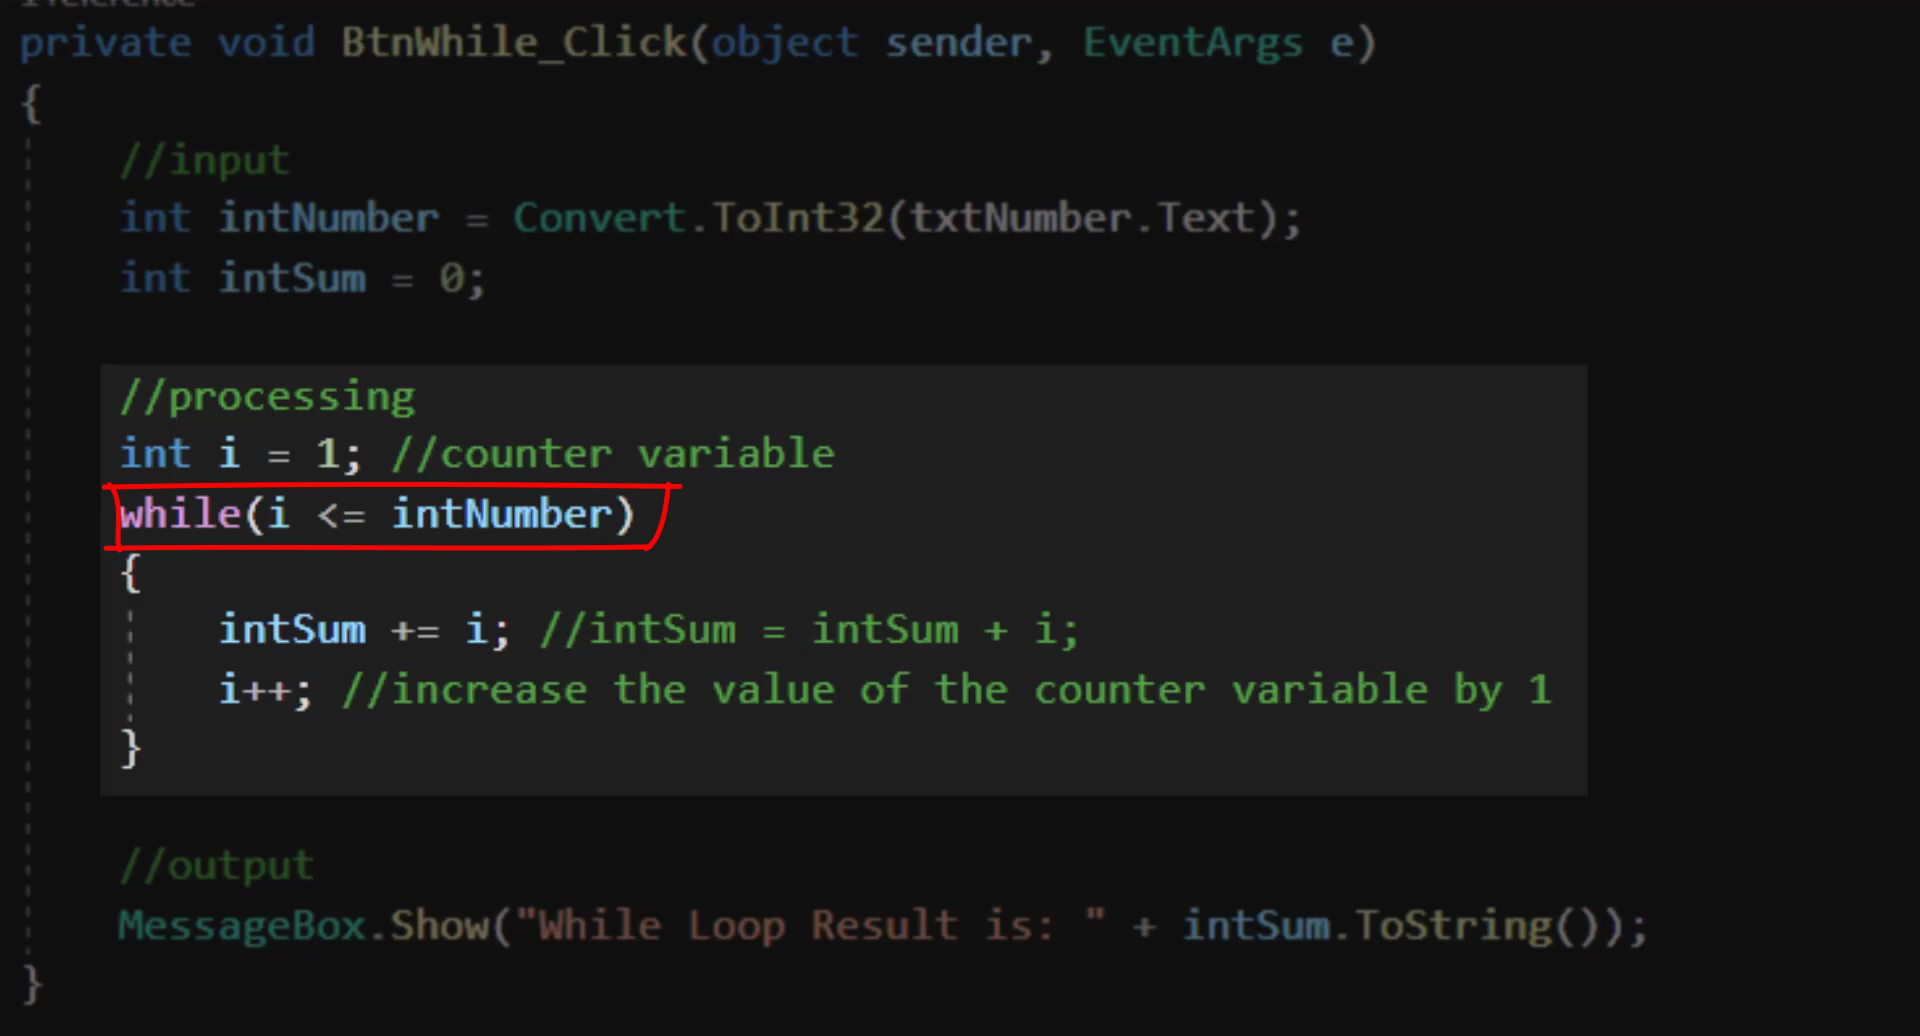 private void BtnWhile_Click(object sender, EventArgs e)
{
//input
int intNumber = Convert.ToInt32(txtNumber.Text);
int intSum = 0;
//processing
int i = 1; //counter variable
while(i <= intNumber)
{
intSum += i; //intSum = intSum + i;
i++; //increase the value of the counter variable by 1
}
//output
MessageBox.Show("While Loop Result is: " + intSum.ToString());
}